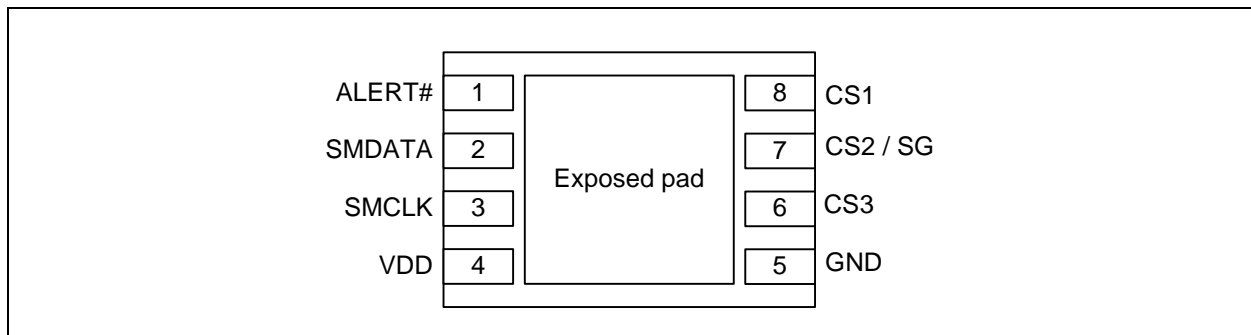 ALERT# 1 8 CS1
SMDATA 2 7 CS2 / SG
Exposed pad
SMCLK 3 6 CS3
VDD 4 5 GND